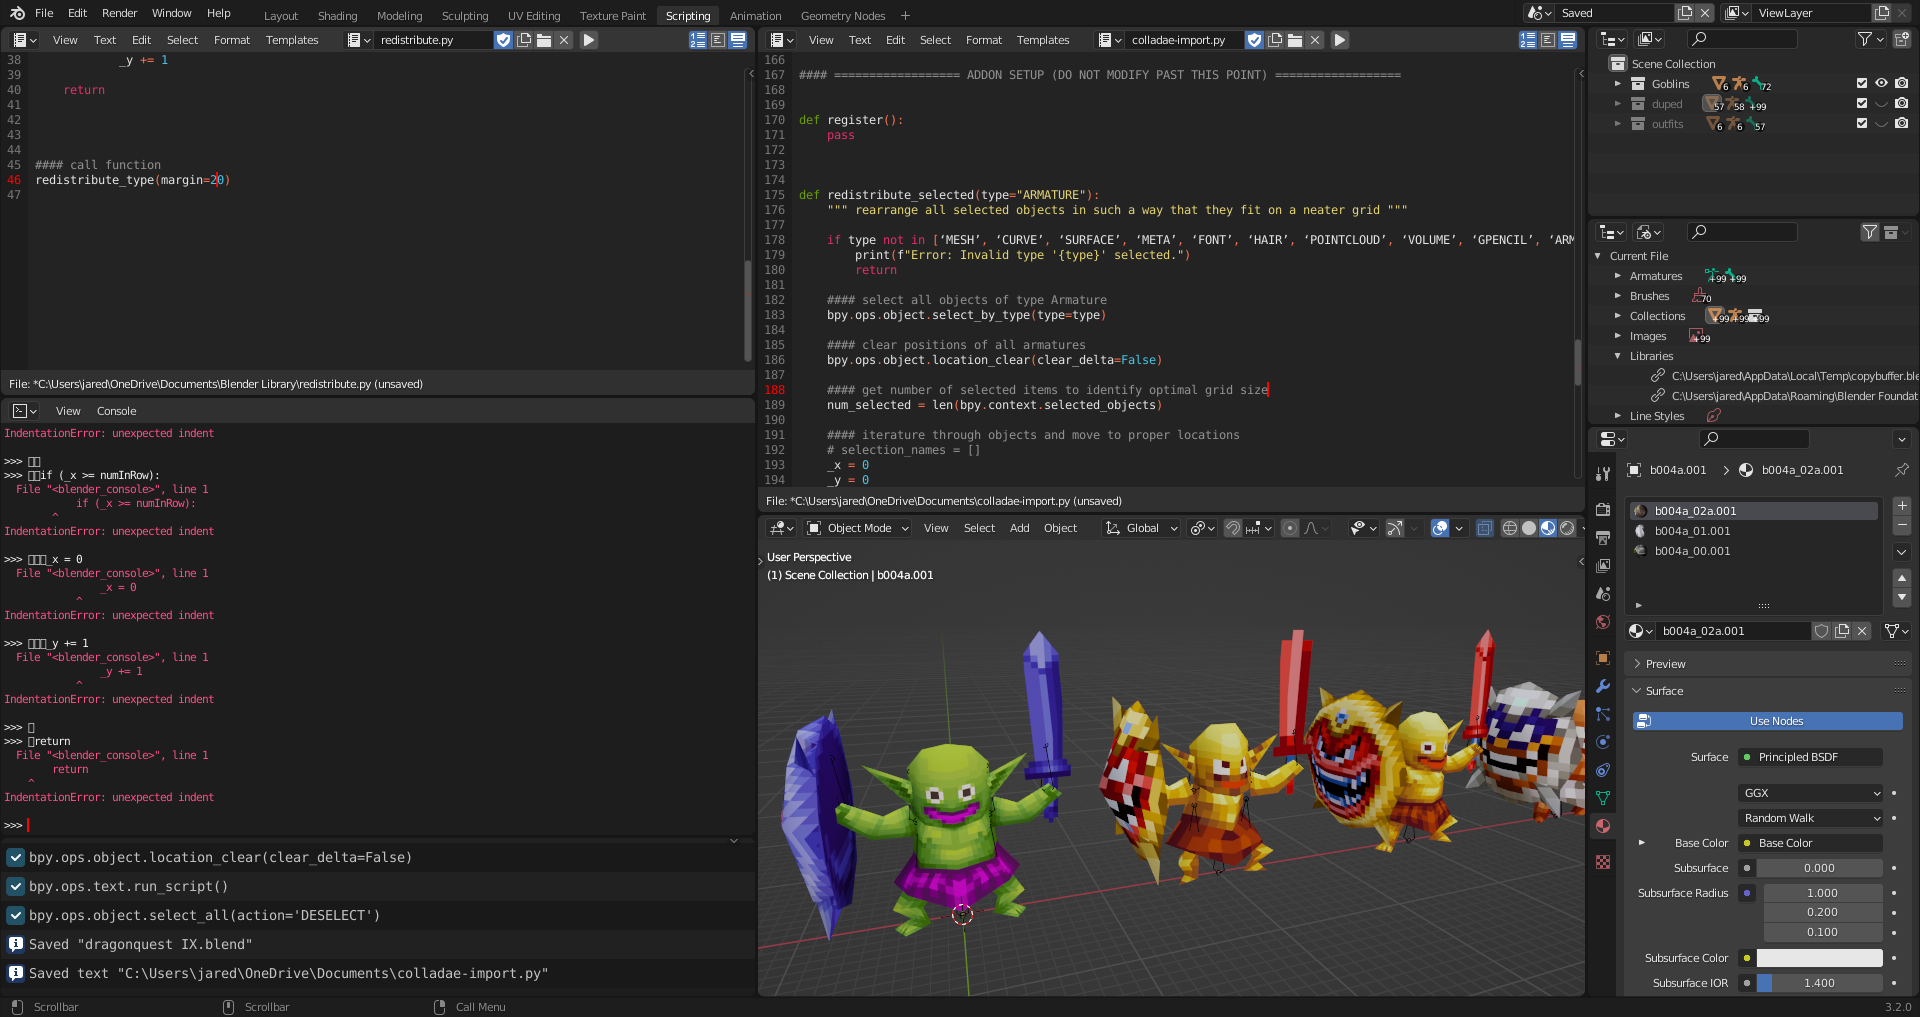 File Edit Render Window Help Layout Shading Modeling Sculpting UV Editing Texture Paint Scripting Animation Geometry Nodes + Saved ViewLayer
View Text Edit Select Format Templates redistribute.py
38 _y += 1
39
40 return
41
42
43
44
45 #### call function
46 redistribute_type(margin=20)
47
File: *C:\Users\jared\OneDrive\Documents\Blender Library\redistribute.py (unsaved)
View Console
IndentationError: unexpected indent
>>>
>>> if (_x >= numInRow):
File "<blender_console>", line 1
if (_x >= numInRow):
^
IndentationError: unexpected indent
>>> _x = 0
File "<blender_console>", line 1
_x = 0
^
IndentationError: unexpected indent
>>> _y += 1
File "<blender_console>", line 1
_y += 1
^
IndentationError: unexpected indent
>>>
>>> return
File "<blender_console>", line 1
return
^
IndentationError: unexpected indent
>>>
bpy.ops.object.location_clear(clear_delta=False)
bpy.ops.text.run_script()
bpy.ops.object.select_all(action='DESELECT')
Saved "dragonquest IX.blend"
Saved text "C:\Users\jared\OneDrive\Documents\colladae-import.py"
View Text Edit Select Format Templates colladae-import.py
166
167 #### ================== ADDON SETUP (DO NOT MODIFY PAST THIS POINT) ==================
168
169
170 def register():
171 pass
172
173
174
175 def redistribute_selected(type="ARMATURE"):
176 """ rearrange all selected objects in such a way that they fit on a neater grid """
177
178 if type not in [‘MESH’, ‘CURVE’, ‘SURFACE’, ‘META’, ‘FONT’, ‘HAIR’, ‘POINTCLOUD’, ‘VOLUME’, ‘GPENCIL’, ‘ARM
179 print(f"Error: Invalid type '{type}' selected.")
180 return
181
182 #### select all objects of type Armature
183 bpy.ops.object.select_by_type(type=type)
184
185 #### clear positions of all armatures
186 bpy.ops.object.location_clear(clear_delta=False)
187
188 #### get number of selected items to identify optimal grid size
189 num_selected = len(bpy.context.selected_objects)
190
191 #### iterature through objects and move to proper locations
192 # selection_names = []
193 _x = 0
194 _y = 0
File: *C:\Users\jared\OneDrive\Documents\colladae-import.py (unsaved)
Object Mode View Select Add Object Global
User Perspective
(1) Scene Collection | b004a.001
Scene Collection
Goblins 6 6 72
duped 57 58 +99
outfits 6 6 57
Current File
Armatures +99 +99
Brushes 70
Collections +99 +99 +99
Images +99
Libraries
C:\Users\jared\AppData\Local\Temp\copybuffer.ble
C:\Users\jared\AppData\Roaming\Blender Foundat
Line Styles
b004a.001 > b004a_02a.001
b004a_02a.001
b004a_01.001
b004a_00.001
b004a_02a.001
Preview
Surface
Use Nodes
Surface Principled BSDF
GGX
Random Walk
Base Color Base Color
Subsurface 0.000
Subsurface Radius 1.000
0.200
0.100
Subsurface Color
Subsurface IOR 1.400
Scrollbar Scrollbar Call Menu 3.2.0